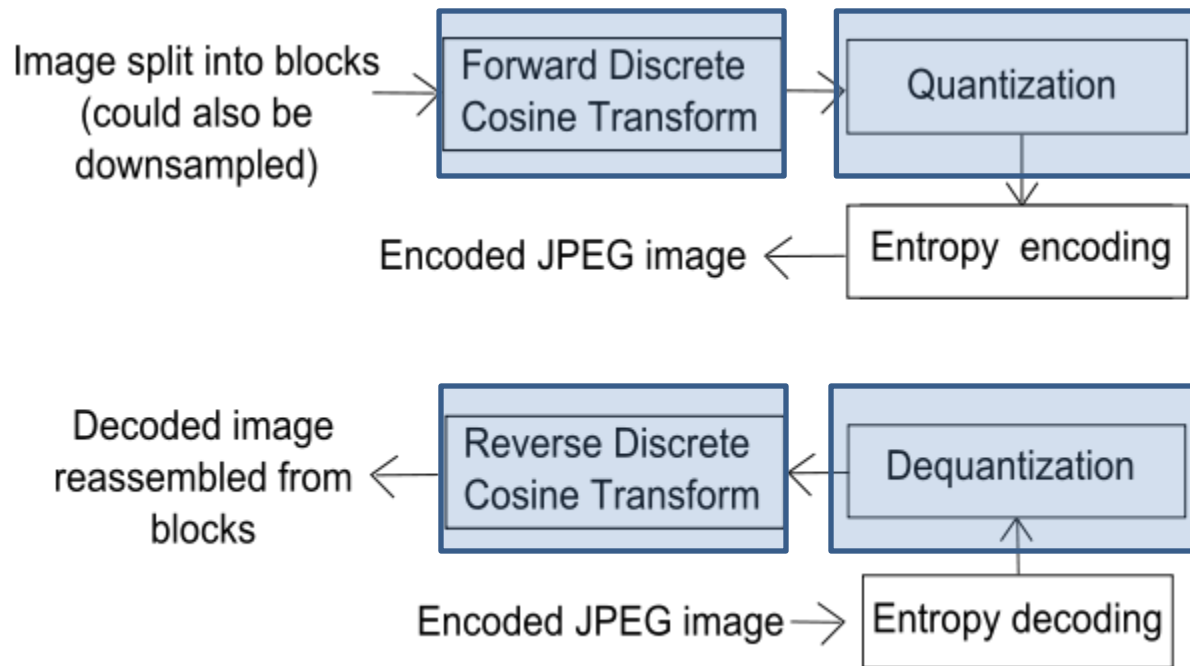 Image split into blocks
(could also be
downsampled)
Forward Discrete
Cosine Transform
Quantization
Entropy encoding
Encoded JPEG image
Decoded image
reassembled from
blocks
Reverse Discrete
Cosine Transform
Dequantization
Encoded JPEG image
Entropy decoding